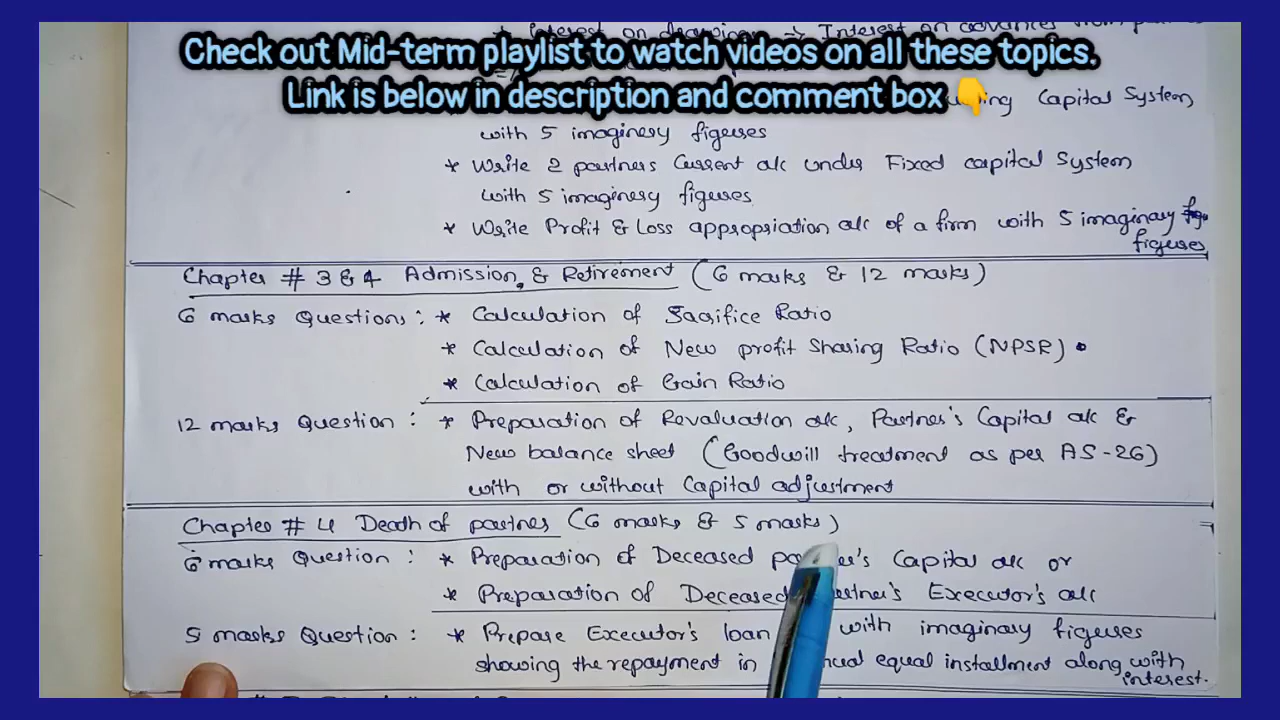 * Interest on drawings → Interest on advances from
Check out Mid-term playlist to watch videos on all these topics.
Link is below in description and comment box 👇
Capital System
with 5 imaginery figures
* Write 2 partners Current a/c under Fixed capital System
with 5 imaginery figures
* Write Profit & Loss appropriation a/c of a firm with 5 imaginary
figures
Chapter # 3 & 4 Admission & Retirement (6 marks & 12 marks)
6 marks Questions : * Calculation of Sacrifice Ratio
* Calculation of New profit Sharing Ratio (NPSR)
* Calculation of Gain Ratio
12 marks Question : * Preparation of Revaluation a/c, Partner's Capital a/c &
New balance sheet (Goodwill treatment as per AS-26)
with or without Capital adjustment
Chapter # 4 Death of partner (6 marks & 5 marks)
6 marks Question : * Preparation of Deceased Capital a/c or
* Preparation of Deceased Executor's a/c
5 marks Question : * Prepare Executor's loan with imaginary figures
showing the repayment in equal installment along with
interest.